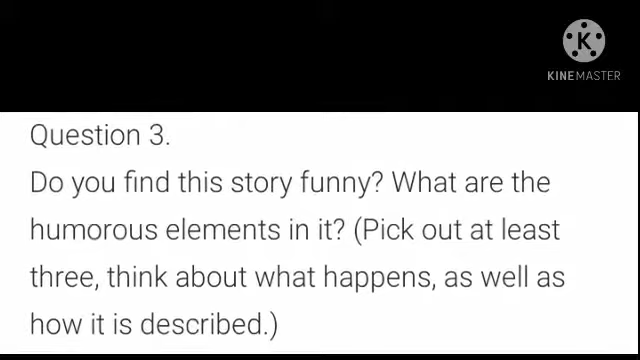 K
KINEMASTER
Question 3.
Do you find this story funny? What are the
humorous elements in it? (Pick out at least
three, think about what happens, as well as
how it is described.)